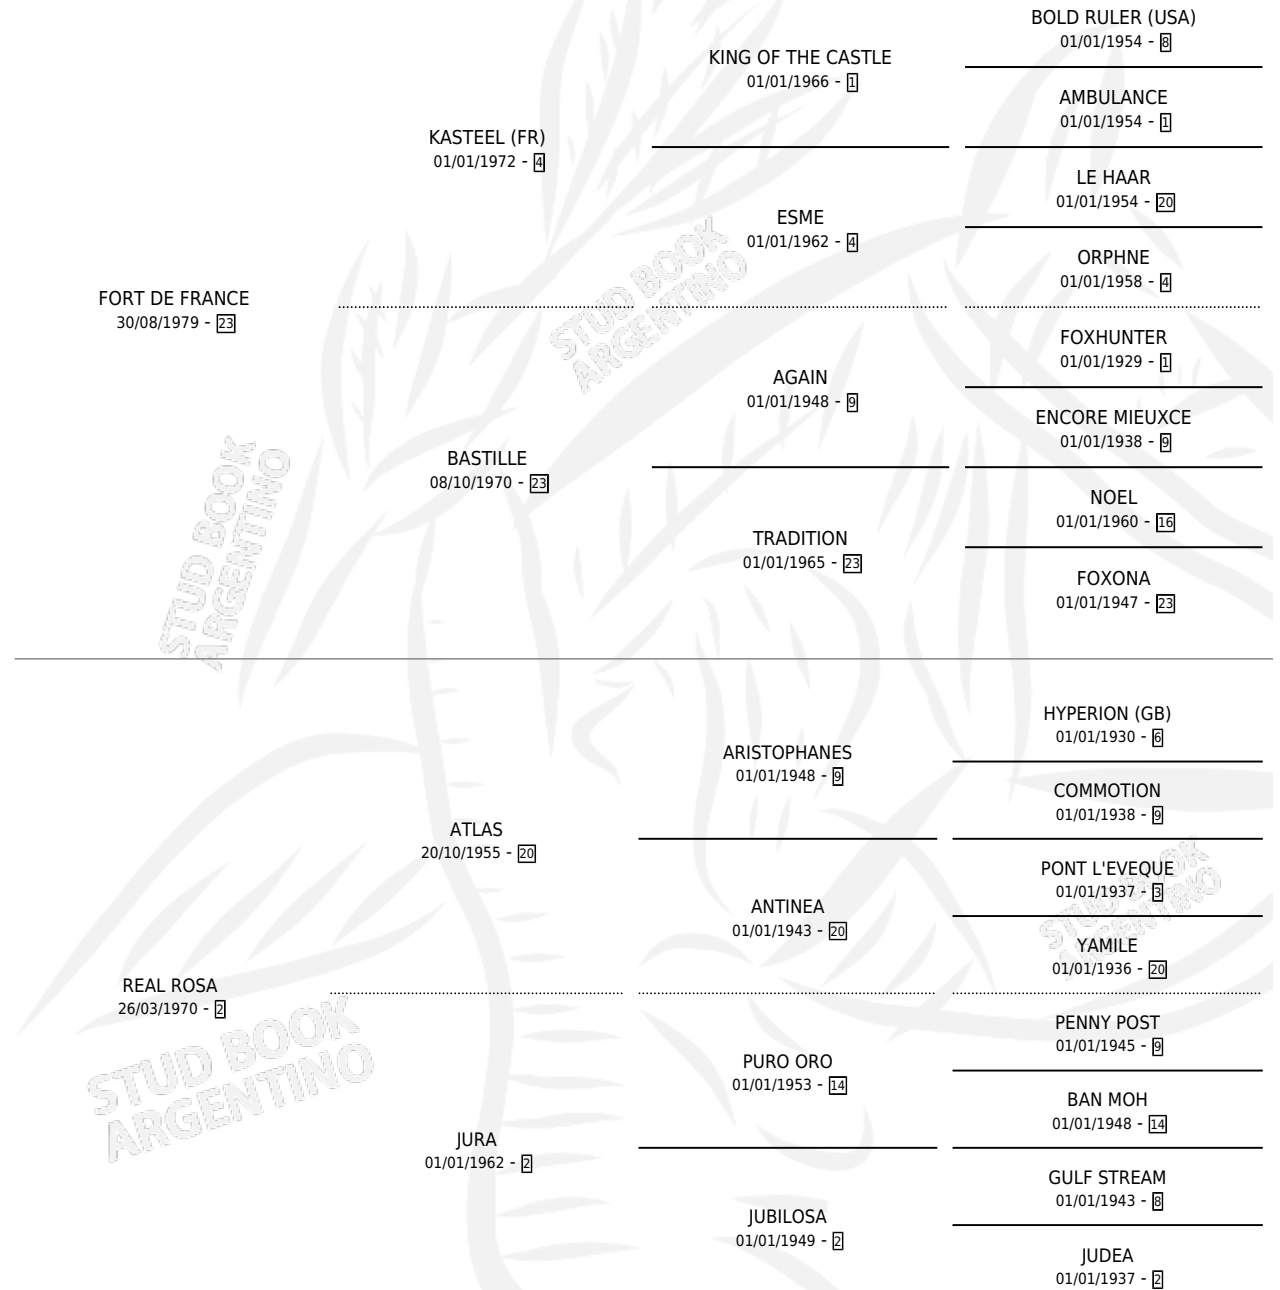 BOLD RULER (USA)
01/01/1954 - 8
KING OF THE CASTLE
01/01/1966 - 1
AMBULANCE
01/01/1954 - 1
KASTEEL (FR)
01/01/1972 - 4
LE HAAR
01/01/1954 - 20
ESME
01/01/1962 - 4
ORPHNE
01/01/1958 - 4
FORT DE FRANCE
30/08/1979 - 23
FOXHUNTER
01/01/1929 - 1
AGAIN
01/01/1948 - 9
ENCORE MIEUXCE
01/01/1938 - 9
BASTILLE
08/10/1970 - 23
NOEL
01/01/1960 - 16
TRADITION
01/01/1965 - 23
FOXONA
01/01/1947 - 23
HYPERION (GB)
01/01/1930 - 6
ARISTOPHANES
01/01/1948 - 9
COMMOTION
01/01/1938 - 9
ATLAS
20/10/1955 - 20
PONT L'EVEQUE
01/01/1937 - 3
ANTINEA
01/01/1943 - 20
YAMILE
01/01/1936 - 20
REAL ROSA
26/03/1970 - 2
PENNY POST
01/01/1945 - 9
PURO ORO
01/01/1953 - 14
BAN MOH
01/01/1948 - 14
JURA
01/01/1962 - 2
GULF STREAM
01/01/1943 - 8
JUBILOSA
01/01/1949 - 2
JUDEA
01/01/1937 - 2
STUD BOOK
ARGENTINO
STUD BOOK
ARGENTINO
STUD BOOK
ARGENTINO
STUD BOOK
ARGENTINO